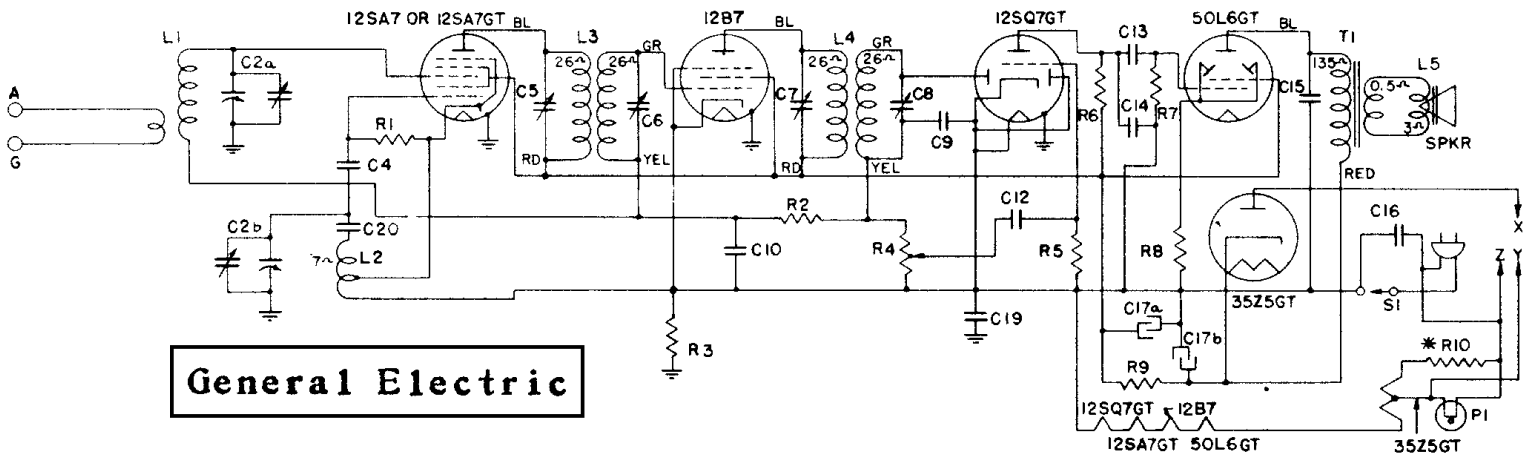 12SA7 OR 12SA7GT
BL
12B7
BL
12SQ7GT
50L6GT
BL
L1
L3
L4
C13
T1
GR
GR
26Ω
26Ω
26Ω
26Ω
135Ω
L5
C2a
C5
C7
C8
C15
0.5Ω
A
C6
R6
C14
R7
3Ω
R1
C9
SPKR
G
C4
RD
YEL
RD
YEL
RED
C2b
C20
R2
C12
C16
X
L2
C10
R4
R5
R8
Z
Y
7Ω
35Z5GT
S1
C17a
C19
C17b
R3
* R10
General Electric
R9
12SQ7GT
12B7
P1
12SA7GT
50L6GT
35Z5GT